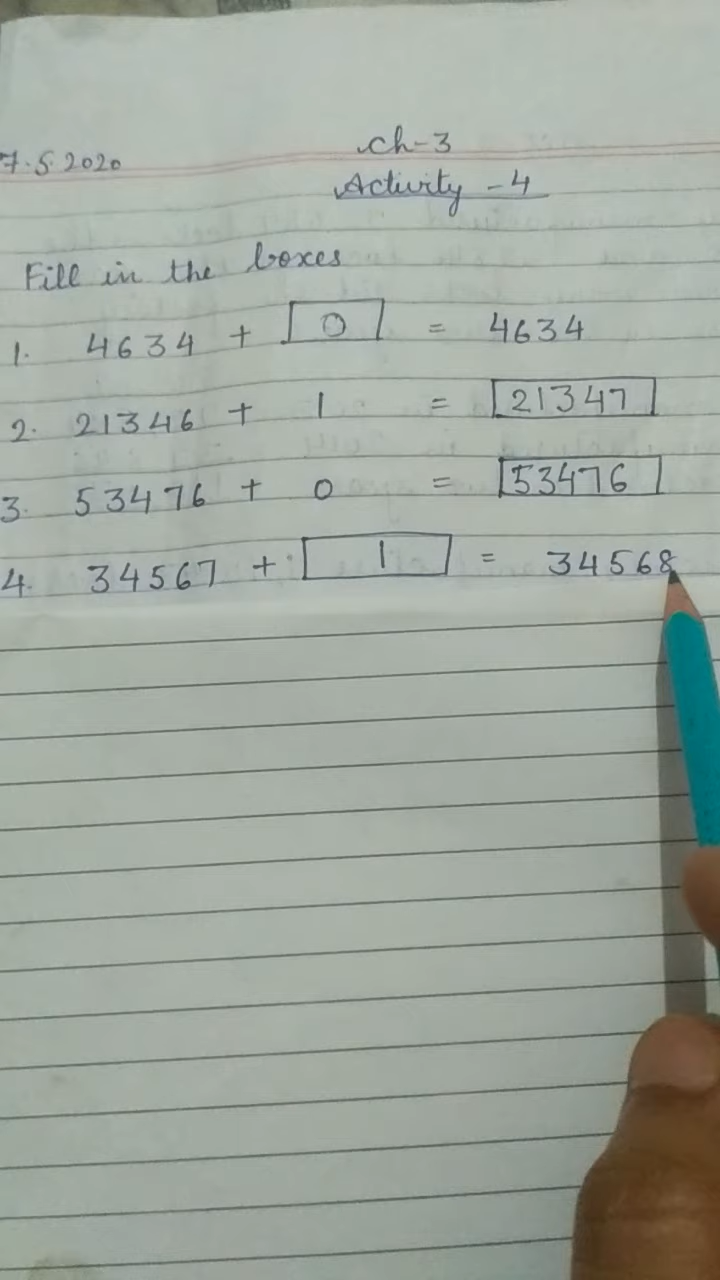 7.5.2020
Ch-3
Activity - 4
Fill in the boxes
1. 4634 + 0 = 4634
2. 21346 + 1 = 21347
3. 53476 + 0 = 53476
4. 34567 + 1 = 34568